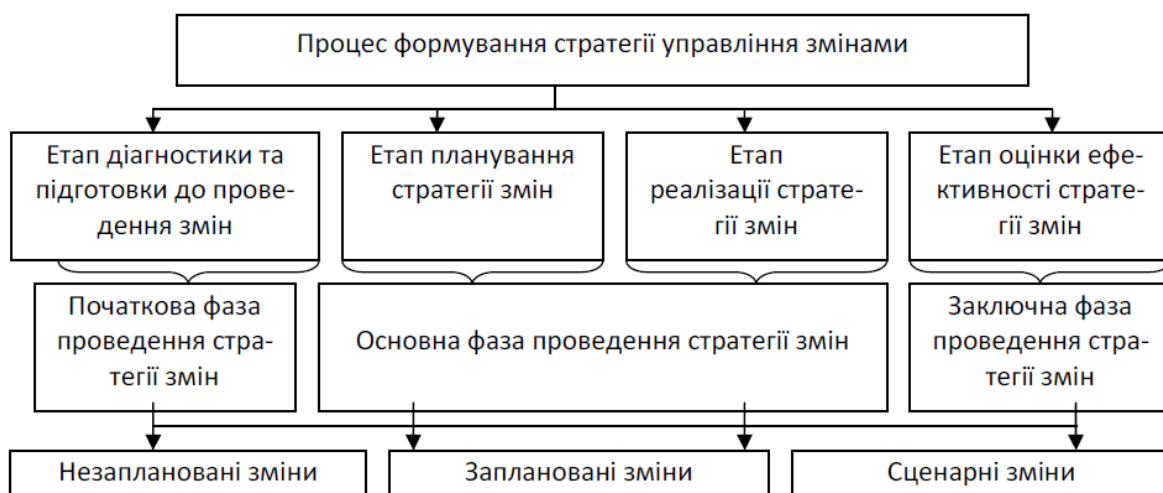 Процес формування стратегії управління змінами
Етап діагностики та
підготовки до прове-
дення змін
Етап планування
стратегії змін
Етап
реалізації страте-
гії змін
Етап оцінки ефе-
ктивності страте-
гії змін
Початкова фаза
проведення стра-
тегії змін
Основна фаза проведення стратегії змін
Заключна фаза
проведення стра-
тегії змін
Незаплановані зміни
Заплановані зміни
Сценарні зміни